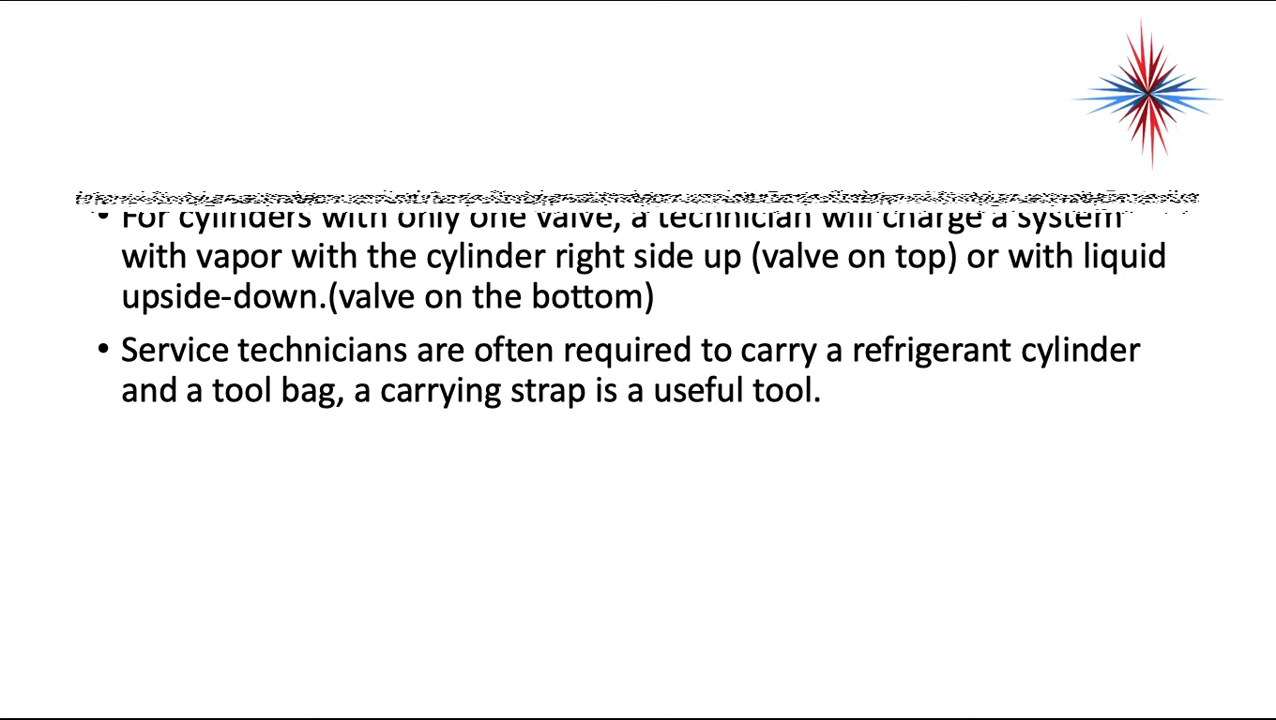 • For cylinders with only one valve, a technician will charge a system
with vapor with the cylinder right side up (valve on top) or with liquid
upside-down.(valve on the bottom)
• Service technicians are often required to carry a refrigerant cylinder
and a tool bag, a carrying strap is a useful tool.